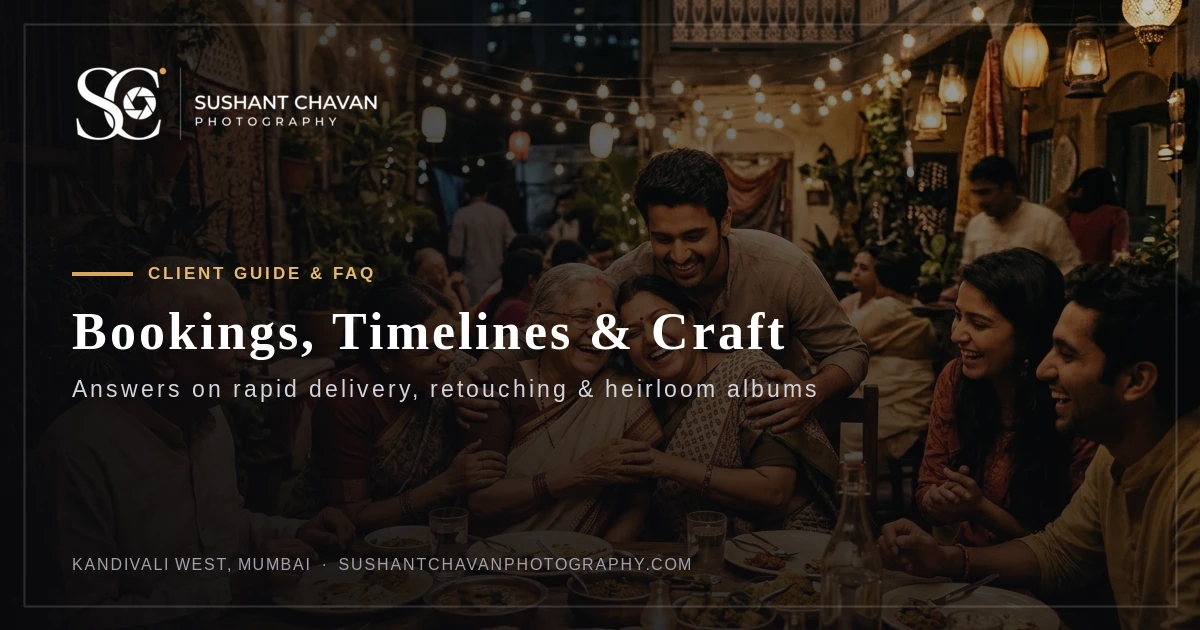 SC
SUSHANT CHAVAN
PHOTOGRAPHY
CLIENT GUIDE & FAQ
Bookings, Timelines & Craft
Answers on rapid delivery, retouching & heirloom albums
KANDIVALI WEST, MUMBAI · SUSHANTCHAVANPHOTOGRAPHY.COM